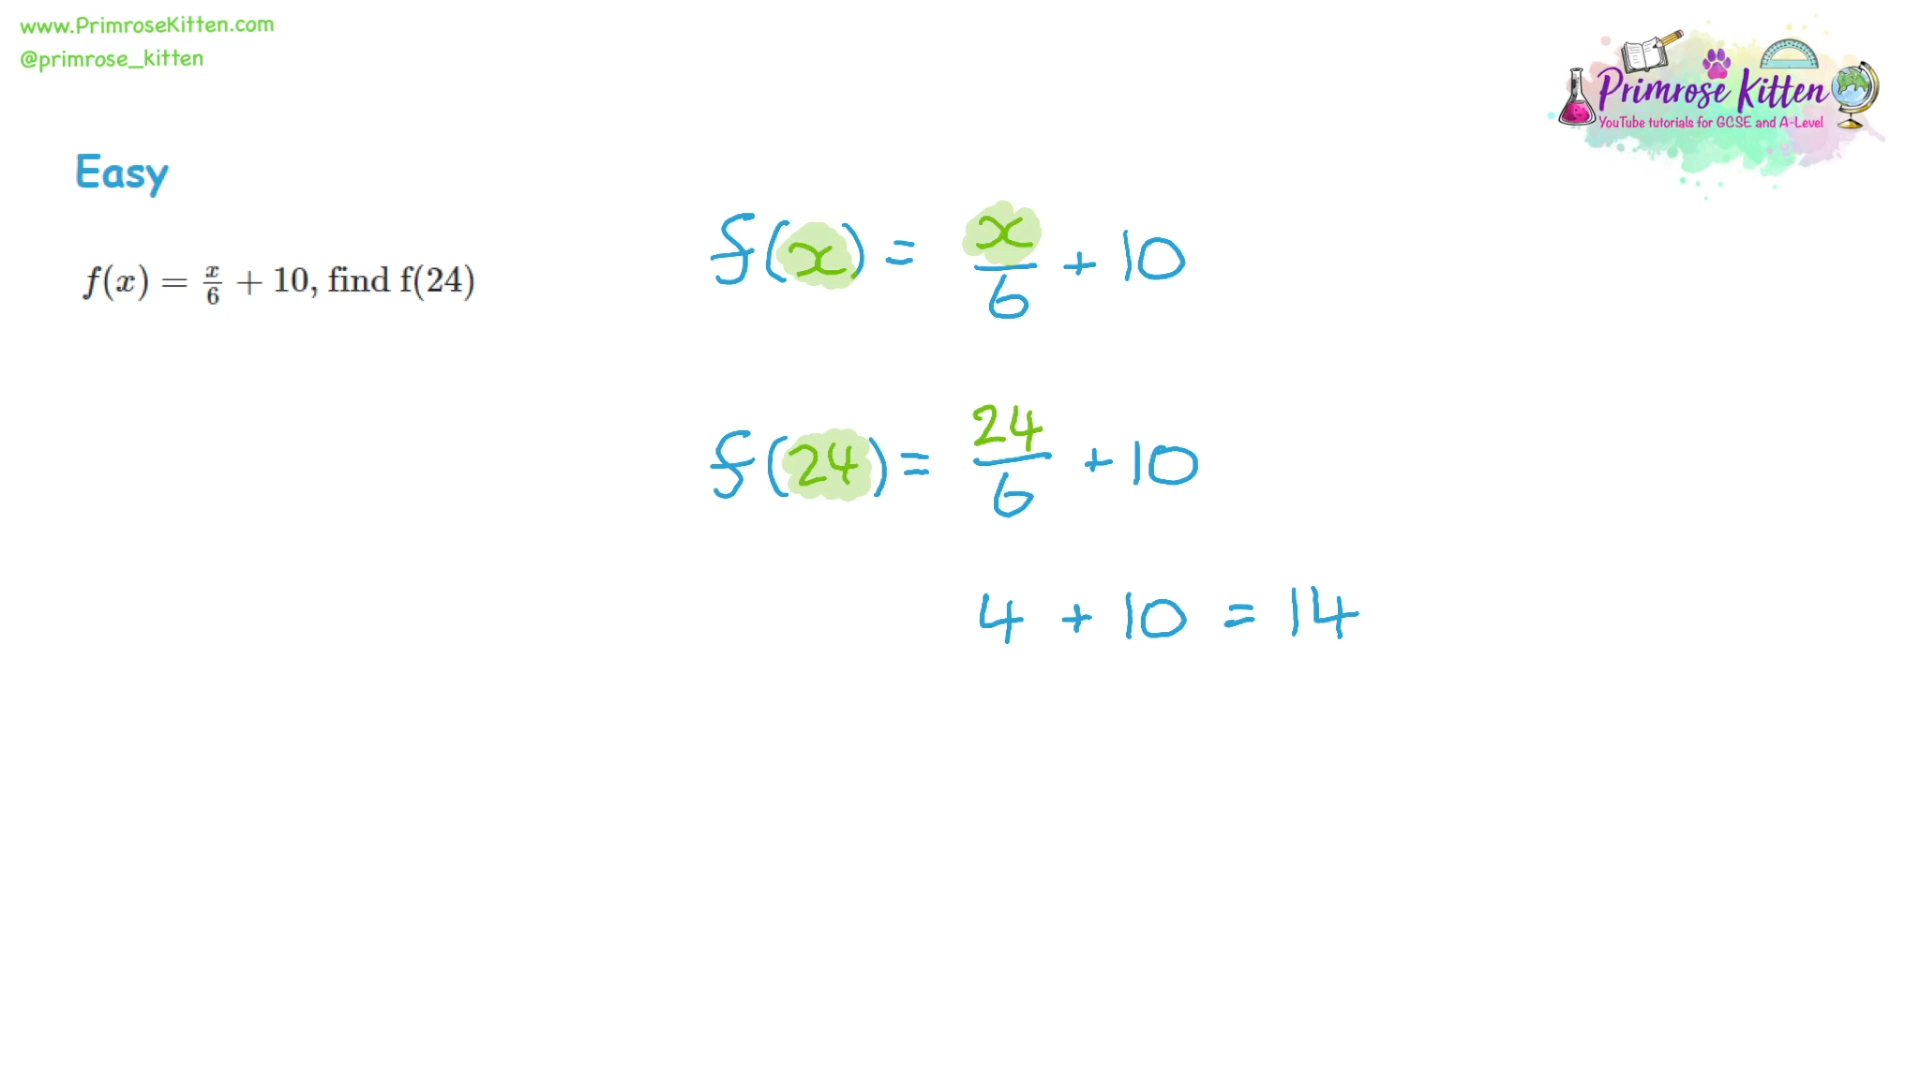 www.PrimroseKitten.com
@primrose_kitten
Primrose Kitten
YouTube tutorials for GCSE and A-Level
Easy
f(x) = x/6 + 10, find f(24)
f(x) = x/6 + 10
f(24) = 24/6 + 10
4 + 10 = 14